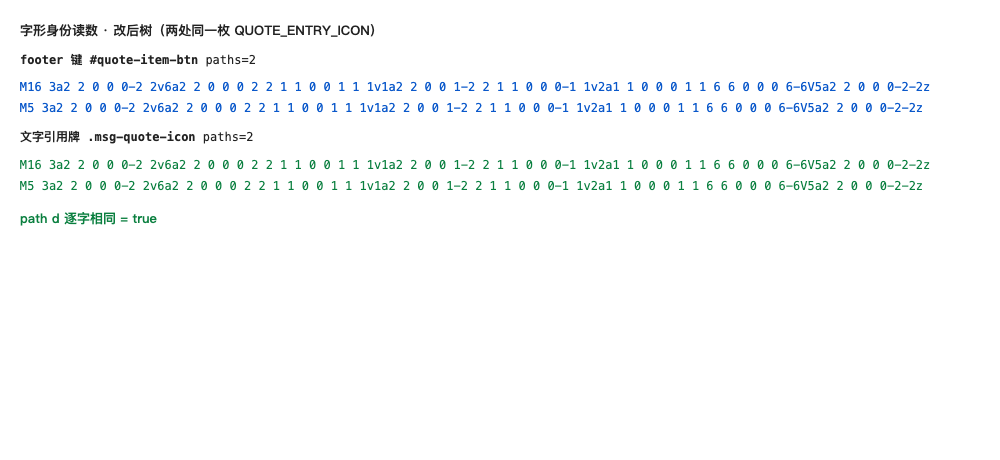 字形身份读数 · 改后树（两处同一枚 QUOTE_ENTRY_ICON）
footer 键 #quote-item-btn paths=2
M16 3a2 2 0 0 0-2 2v6a2 2 0 0 0 2 2 1 1 0 0 1 1 1v1a2 2 0 0 1-2 2 1 1 0 0 0-1 1v2a1 1 0 0 0 1 1 6 6 0 0 0 6-6V5a2 2 0 0 0-2-2z
M5 3a2 2 0 0 0-2 2v6a2 2 0 0 0 2 2 1 1 0 0 1 1 1v1a2 2 0 0 1-2 2 1 1 0 0 0-1 1v2a1 1 0 0 0 1 1 6 6 0 0 0 6-6V5a2 2 0 0 0-2-2z
文字引用牌 .msg-quote-icon paths=2
M16 3a2 2 0 0 0-2 2v6a2 2 0 0 0 2 2 1 1 0 0 1 1 1v1a2 2 0 0 1-2 2 1 1 0 0 0-1 1v2a1 1 0 0 0 1 1 6 6 0 0 0 6-6V5a2 2 0 0 0-2-2z
M5 3a2 2 0 0 0-2 2v6a2 2 0 0 0 2 2 1 1 0 0 1 1 1v1a2 2 0 0 1-2 2 1 1 0 0 0-1 1v2a1 1 0 0 0 1 1 6 6 0 0 0 6-6V5a2 2 0 0 0-2-2z
path d 逐字相同 = true